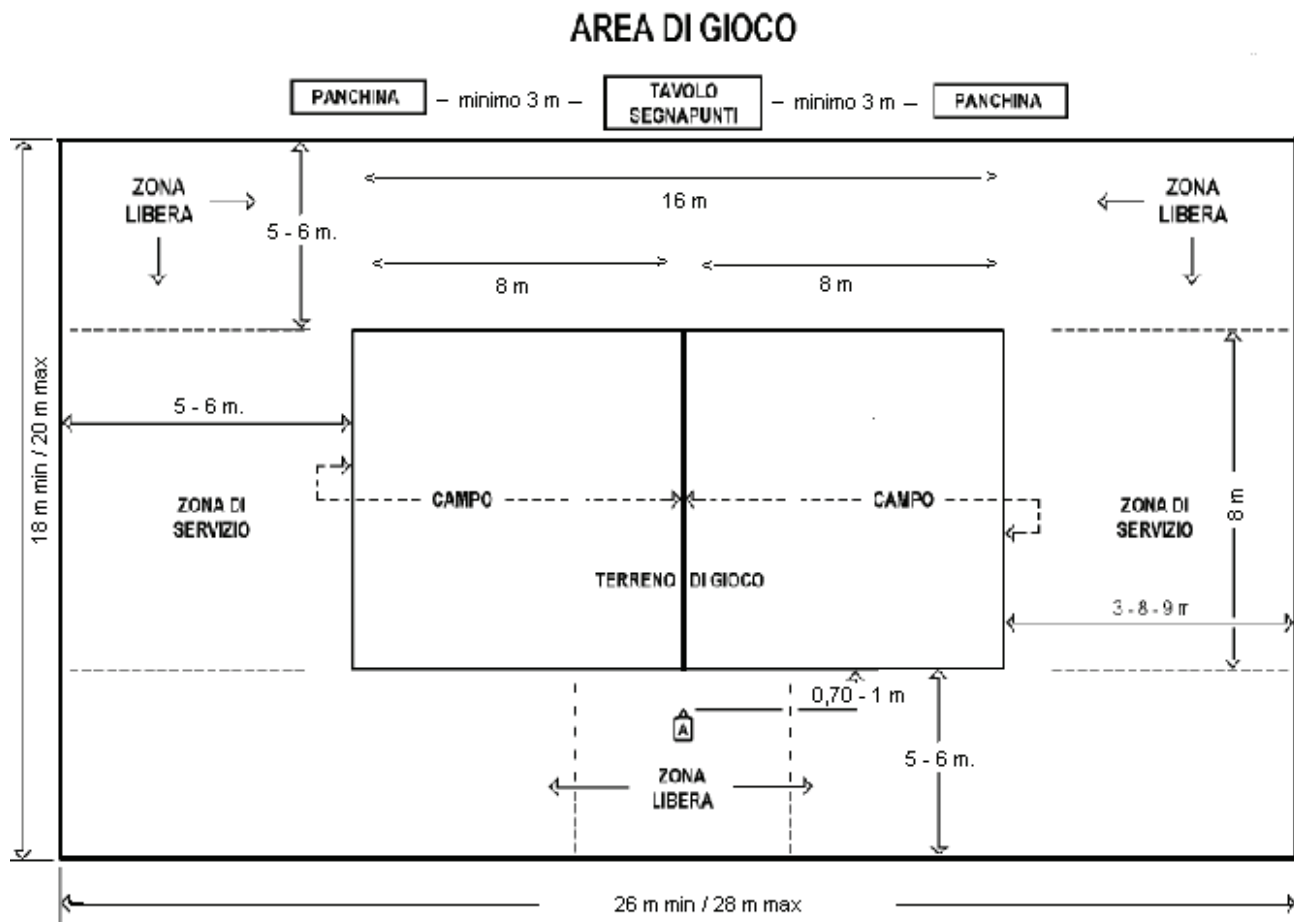 AREA DI GIOCO
PANCHINA
– minimo 3 m –
TAVOLO
SEGNAPUNTI
– minimo 3 m –
PANCHINA
ZONA
LIBERA
16 m
ZONA
LIBERA
5 - 6 m.
8 m
8 m
18 m min / 20 m max
5 - 6 m.
ZONA DI
SERVIZIO
CAMPO
CAMPO
ZONA DI
SERVIZIO
8 m
TERRENO DI GIOCO
3 - 8 - 9 m
0,70 - 1 m
A
5 - 6 m.
ZONA
LIBERA
26 m min / 28 m max